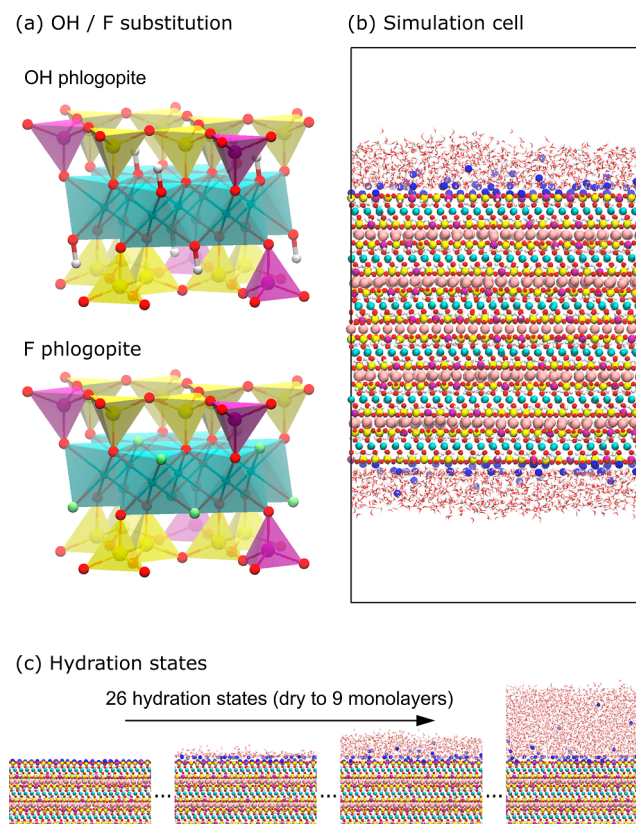 (a) OH / F substitution
OH phlogopite
F phlogopite
(b) Simulation cell
(c) Hydration states
26 hydration states (dry to 9 monolayers)
... ... ...